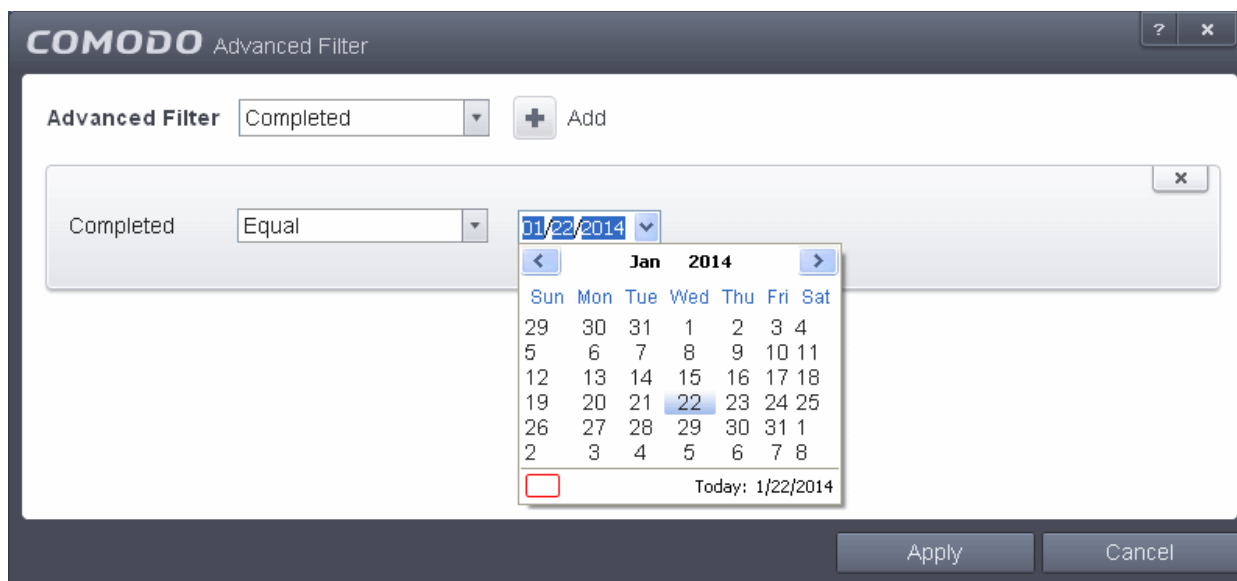 COMODO Advanced Filter ? x
Advanced Filter Completed Add
x
Completed Equal 01/22/2014
Jan 2014
Sun Mon Tue Wed Thu Fri Sat
29 30 31 1 2 3 4
5 6 7 8 9 10 11
12 13 14 15 16 17 18
19 20 21 22 23 24 25
26 27 28 29 30 31 1
2 3 4 5 6 7 8
Today: 1/22/2014
Apply Cancel